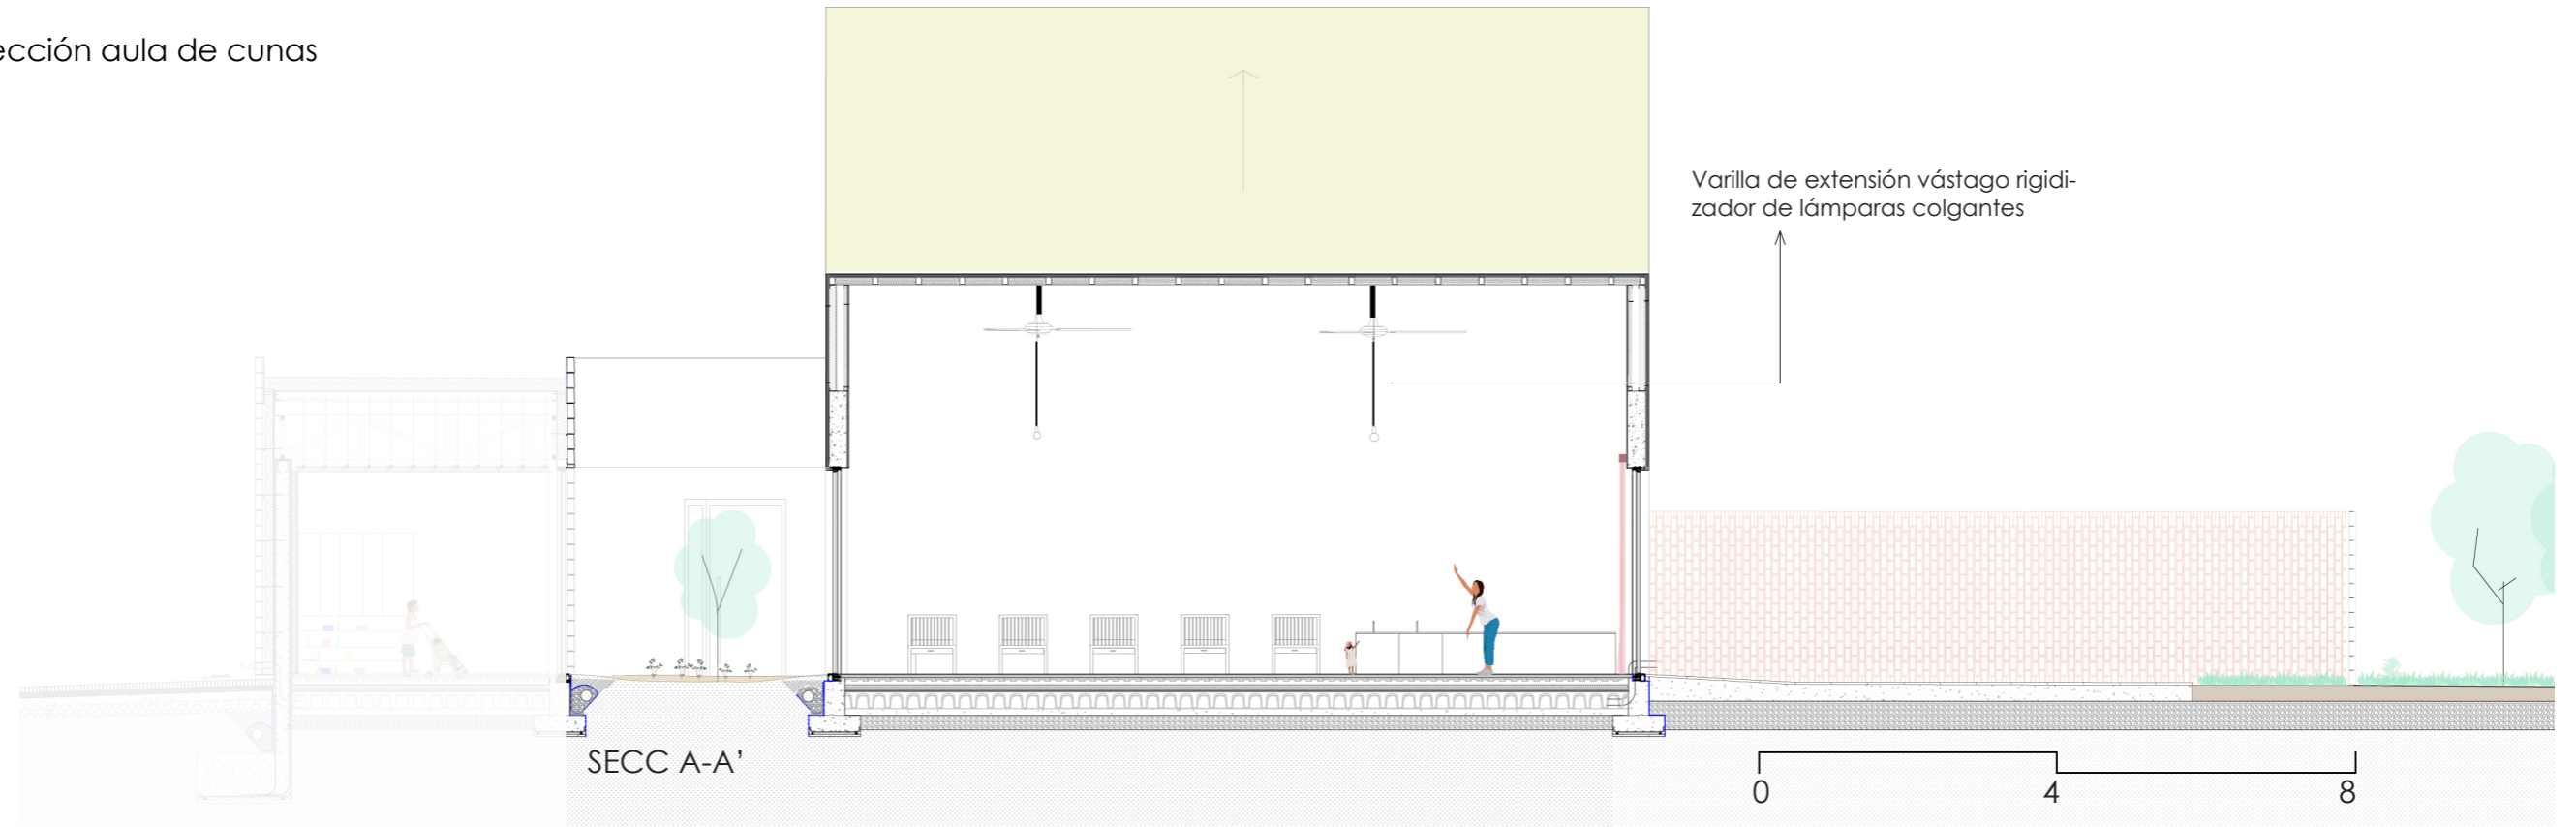 ección aula de cunas
Varilla de extensión vástago rigidi-
zador de lámparas colgantes
SECC A-A’
0 4 8